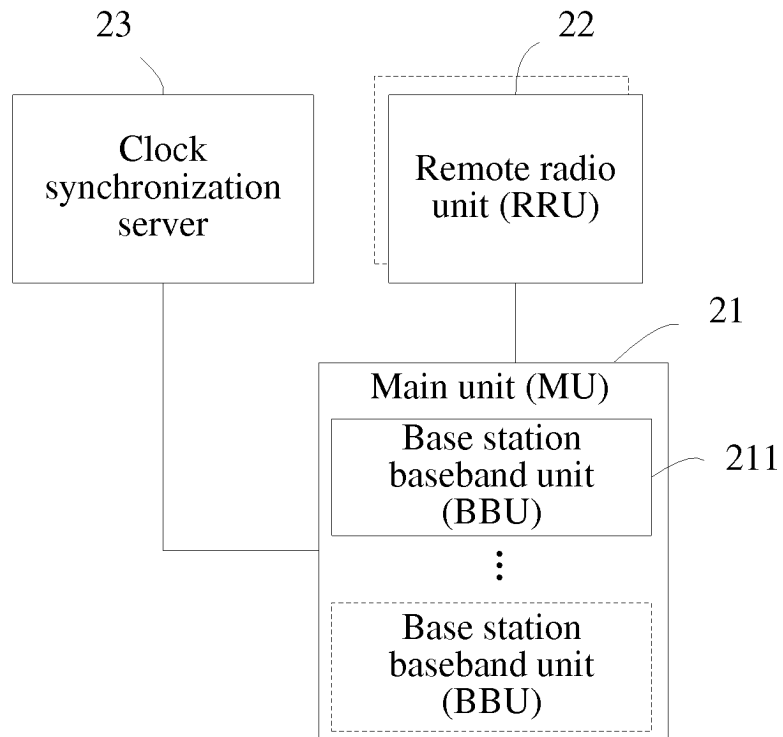 23
22
Clock
synchronization
server
Remote radio
unit (RRU)
21
Main unit (MU)
Base station
baseband unit
(BBU)
211
Base station
baseband unit
(BBU)